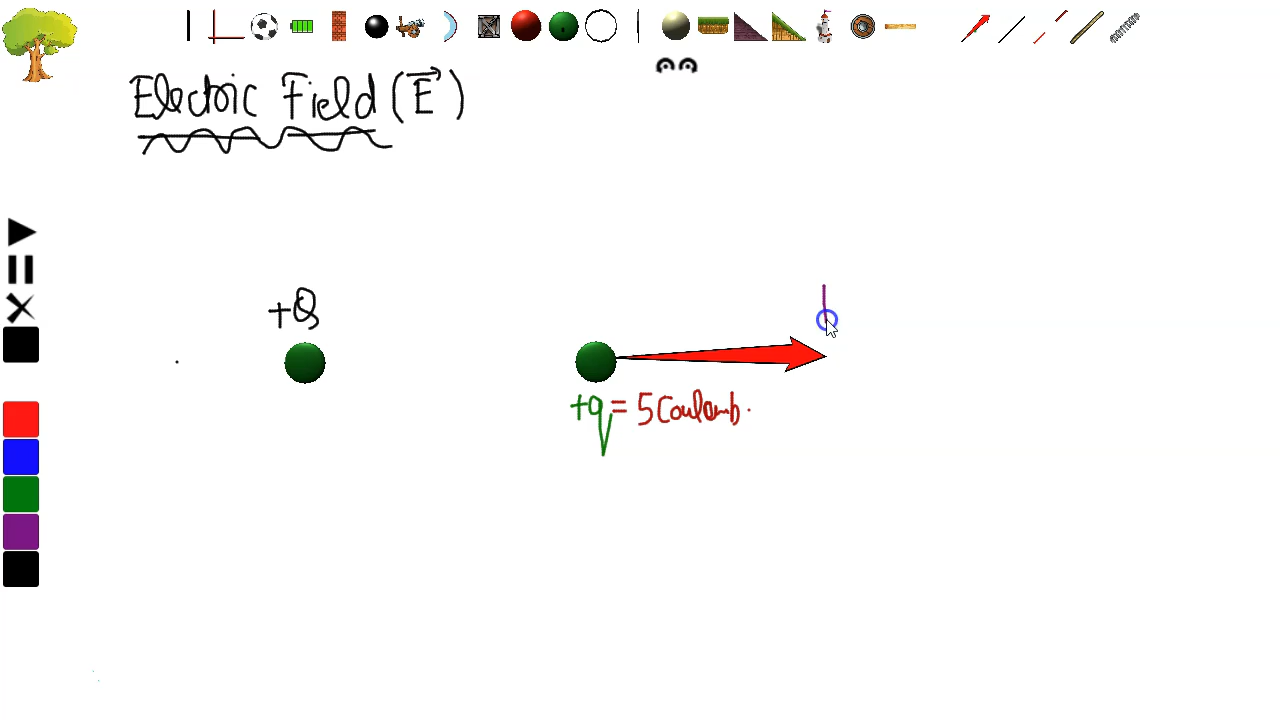 Electric Field (E⃗)
+Q
+q = 5 Coulomb.